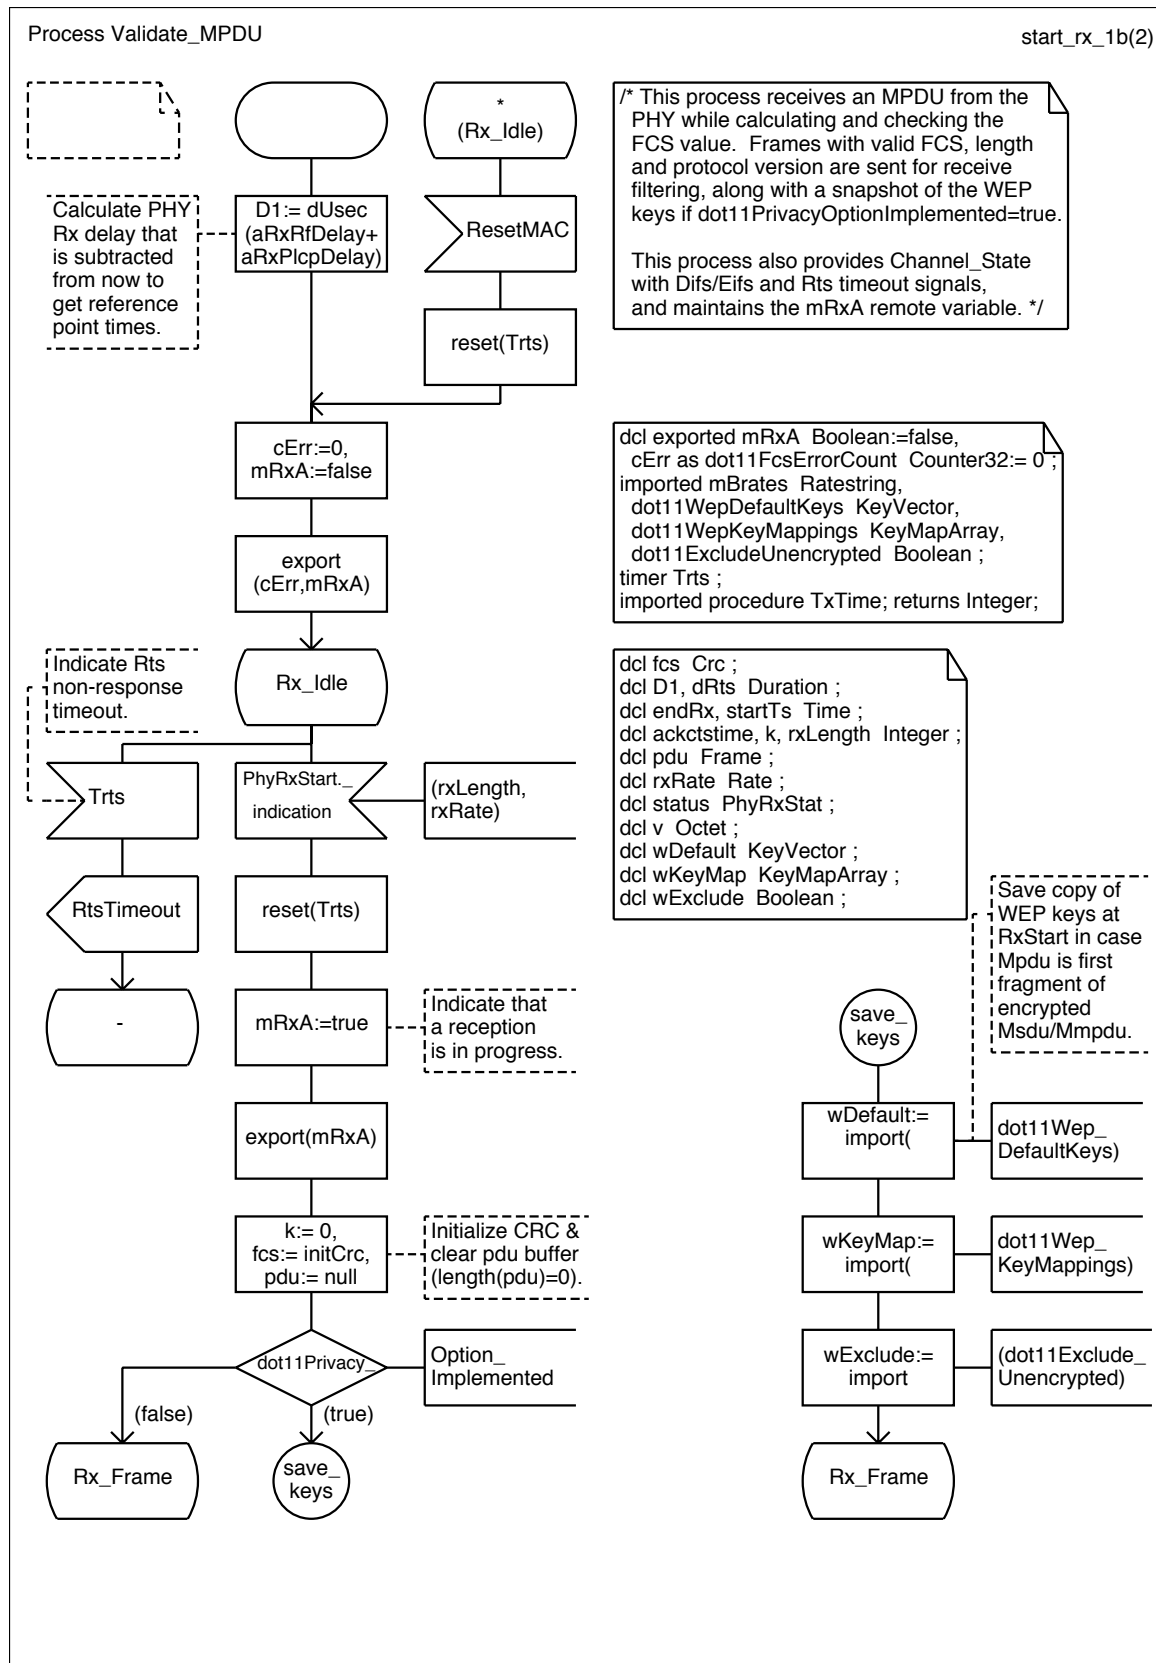 Process Validate_MPDU
start_rx_1b(2)
*
(Rx_Idle)
/* This process receives an MPDU from the
PHY while calculating and checking the
FCS value.  Frames with valid FCS, length
and protocol version are sent for receive
filtering, along with a snapshot of the WEP
keys if dot11PrivacyOptionImplemented=true.
This process also provides Channel_State
with Difs/Eifs and Rts timeout signals,
and maintains the mRxA remote variable. */
Calculate PHY
Rx delay that
is subtracted
from now to
get reference
point times.
D1:= dUsec
(aRxRfDelay+
aRxPlcpDelay)
ResetMAC
reset(Trts)
cErr:=0,
mRxA:=false
export
(cErr,mRxA)
dcl exported mRxA  Boolean:=false,
cErr as dot11FcsErrorCount  Counter32:= 0 ;
imported mBrates  Ratestring,
dot11WepDefaultKeys  KeyVector,
dot11WepKeyMappings  KeyMapArray,
dot11ExcludeUnencrypted  Boolean ;
timer Trts ;
imported procedure TxTime; returns Integer;
Indicate Rts
non-response
timeout.
Rx_Idle
dcl fcs  Crc ;
dcl D1, dRts  Duration ;
dcl endRx, startTs  Time ;
dcl ackctstime, k, rxLength  Integer ;
dcl pdu  Frame ;
dcl rxRate  Rate ;
dcl status  PhyRxStat ;
dcl v  Octet ;
dcl wDefault  KeyVector ;
dcl wKeyMap  KeyMapArray ;
dcl wExclude  Boolean ;
Trts
PhyRxStart._
indication
(rxLength,
rxRate)
RtsTimeout
reset(Trts)
Save copy of
WEP keys at
RxStart in case
Mpdu is first
fragment of
encrypted
Msdu/Mmpdu.
-
mRxA:=true
Indicate that
a reception
is in progress.
save_
keys
export(mRxA)
wDefault:=
import(
dot11Wep_
DefaultKeys)
k:= 0,
fcs:= initCrc,
pdu:= null
Initialize CRC &
clear pdu buffer
(length(pdu)=0).
wKeyMap:=
import(
dot11Wep_
KeyMappings)
dot11Privacy_
Option_
Implemented
wExclude:=
import
(dot11Exclude_
Unencrypted)
(false)
(true)
Rx_Frame
save_
keys
Rx_Frame